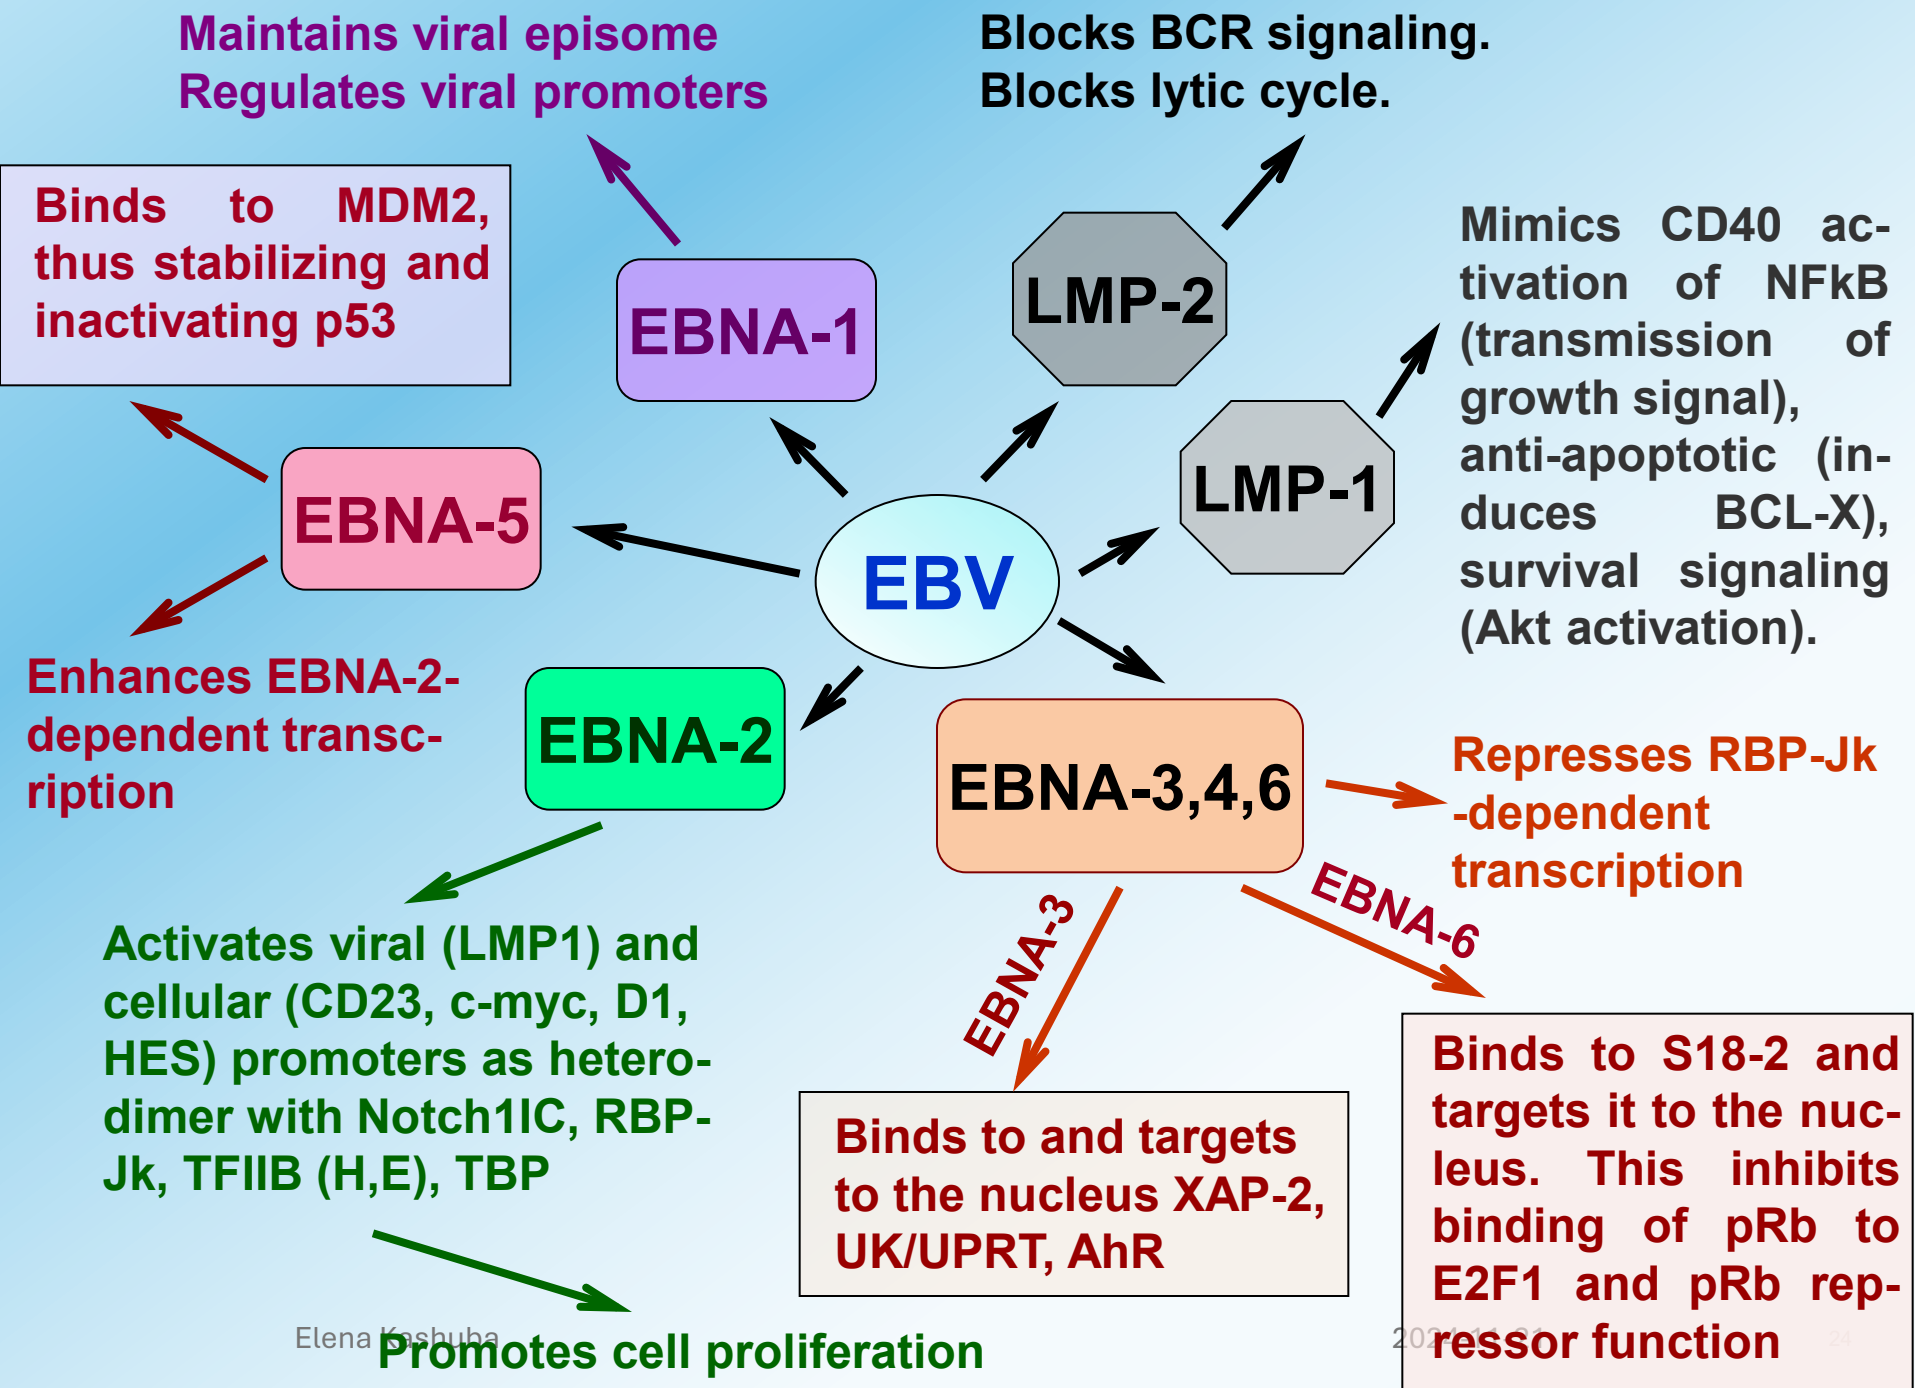 Maintains viral episome
Regulates viral promoters
Blocks BCR signaling.
Blocks lytic cycle.
Binds to MDM2,
thus stabilizing and
inactivating p53
EBNA-1
LMP-2
Mimics CD40 ac-
tivation of NFkB
(transmission of
growth signal),
anti-apoptotic (in-
duces BCL-X),
survival signaling
(Akt activation).
LMP-1
EBNA-5
EBV
Enhances EBNA-2-
dependent transc-
ription
EBNA-2
EBNA-3,4,6
Represses RBP-Jk
-dependent
transcription
EBNA-3
EBNA-6
Activates viral (LMP1) and
cellular (CD23, c-myc, D1,
HES) promoters as hetero-
dimer with Notch1IC, RBP-
Jk, TFIIB (H,E), TBP
Binds to and targets
to the nucleus XAP-2,
UK/UPRT, AhR
Binds to S18-2 and
targets it to the nuc-
leus. This inhibits
binding of pRb to
E2F1 and pRb rep-
ressor function
Promotes cell proliferation
Elena Kashuba
24